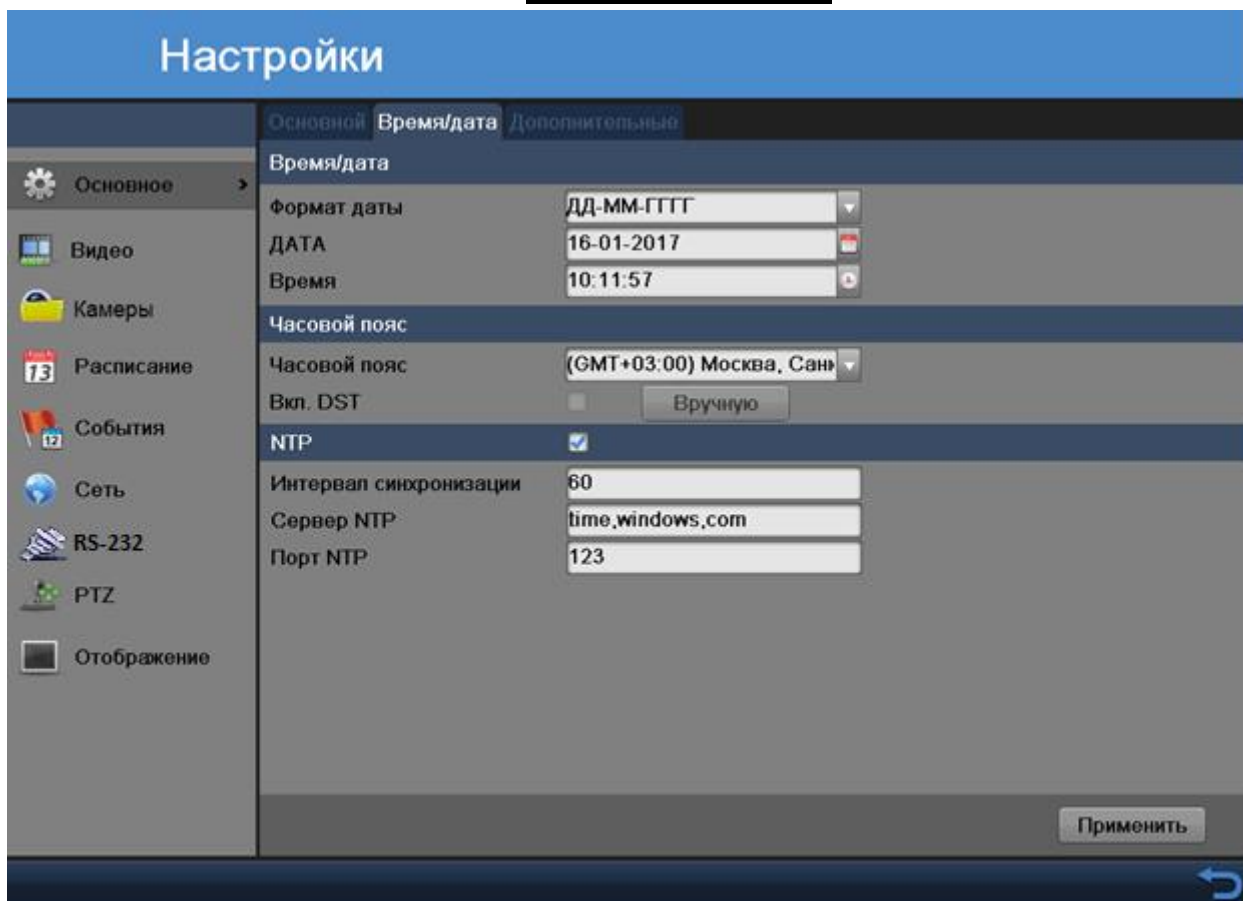 Настройки
Основной Время/дата Дополнительные
Время/дата
Основное
Формат даты ДД-ММ-ГГГГ
ДАТА 16-01-2017
Видео
Время 10:11:57
Камеры
Часовой пояс
13 Расписание
Часовой пояс (GMT+03:00) Москва, Сан
Вкл. DST Вручную
12 События
NTP
Сеть
Интервал синхронизации 60
Сервер NTP time,windows,com
RS-232
Порт NTP 123
PTZ
Отображение
Применить